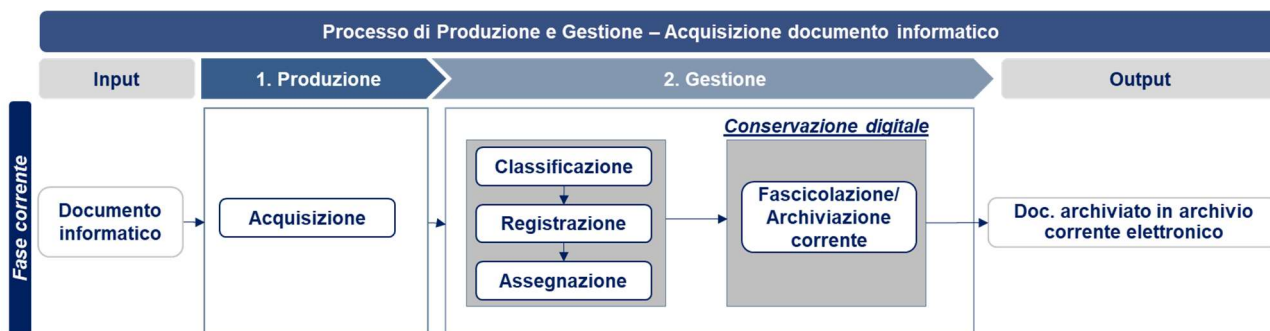 Processo di Produzione e Gestione – Acquisizione documento informatico
Input
1. Produzione
2. Gestione
Output
Fase corrente
Documento
informatico
Acquisizione
Classificazione
Registrazione
Assegnazione
Conservazione digitale
Fascicolazione/
Archiviazione
corrente
Doc. archiviato in archivio
corrente elettronico